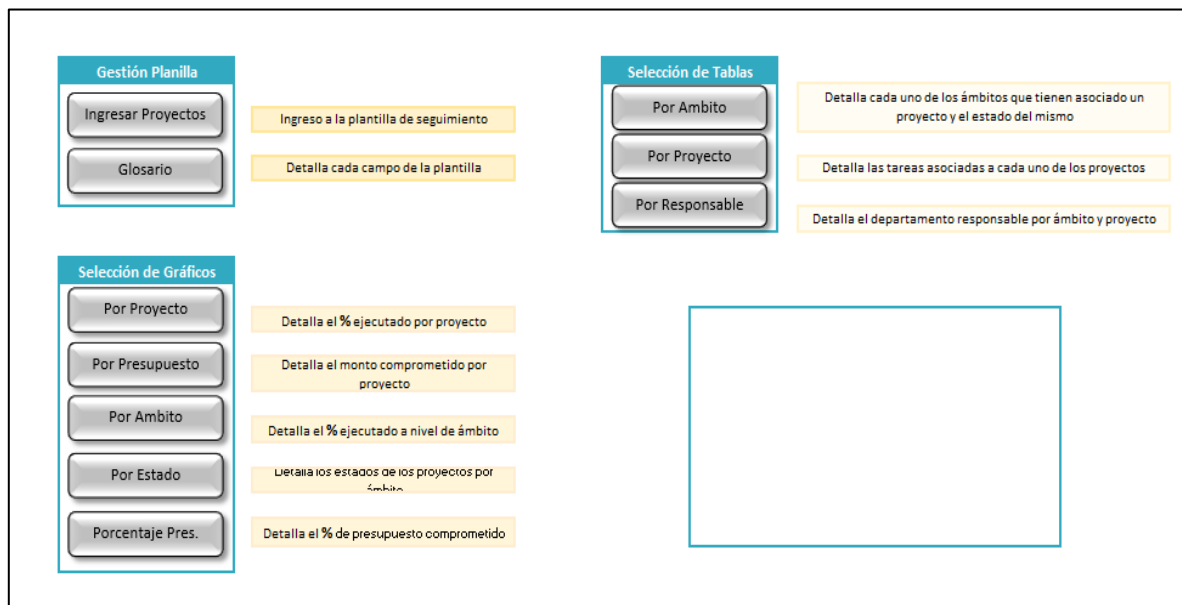 Gestión Planilla
Ingresar Proyectos
Ingreso a la plantilla de seguimiento
Glosario
Detalla cada campo de la plantilla
Selección de Tablas
Por Ambito
Detalla cada uno de los ámbitos que tienen asociado un
proyecto y el estado del mismo
Por Proyecto
Detalla las tareas asociadas a cada uno de los proyectos
Por Responsable
Detalla el departamento responsable por ámbito y proyecto
Selección de Gráficos
Por Proyecto
Detalla el % ejecutado por proyecto
Por Presupuesto
Detalla el monto comprometido por
proyecto
Por Ambito
Detalla el % ejecutado a nivel de ámbito
Por Estado
Detalla los estados de los proyectos por
ámbito
Porcentaje Pres.
Detalla el % de presupuesto comprometido